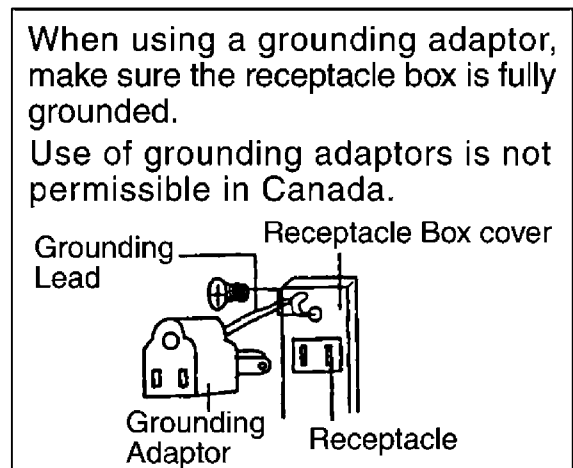 When using a grounding adaptor,
make sure the receptacle box is fully
grounded.
Use of grounding adaptors is not
permissible in Canada.
Grounding
Lead
Receptacle Box cover
Grounding
Adaptor
Receptacle